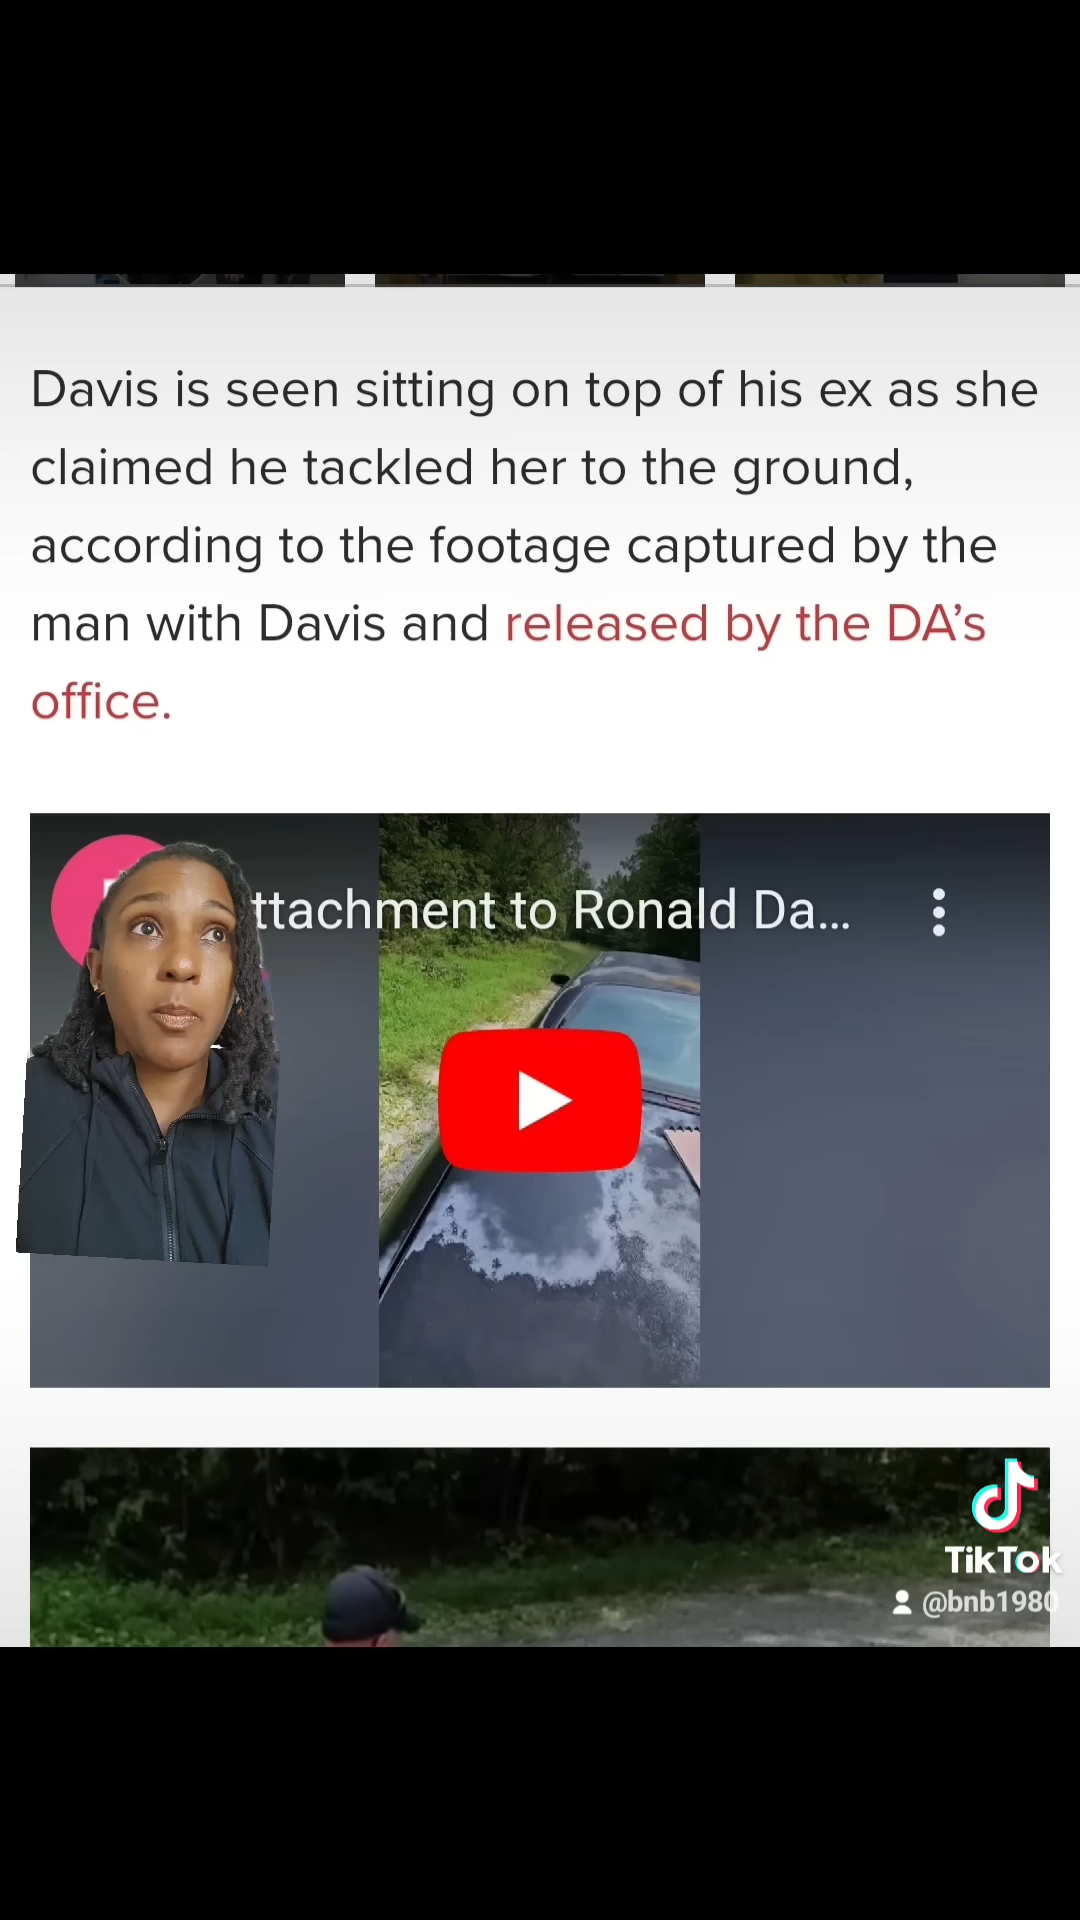 Davis is seen sitting on top of his ex as she
claimed he tackled her to the ground,
according to the footage captured by the
man with Davis and released by the DA’s
office.
ttachment to Ronald Da...
TikTok
@bnb1980